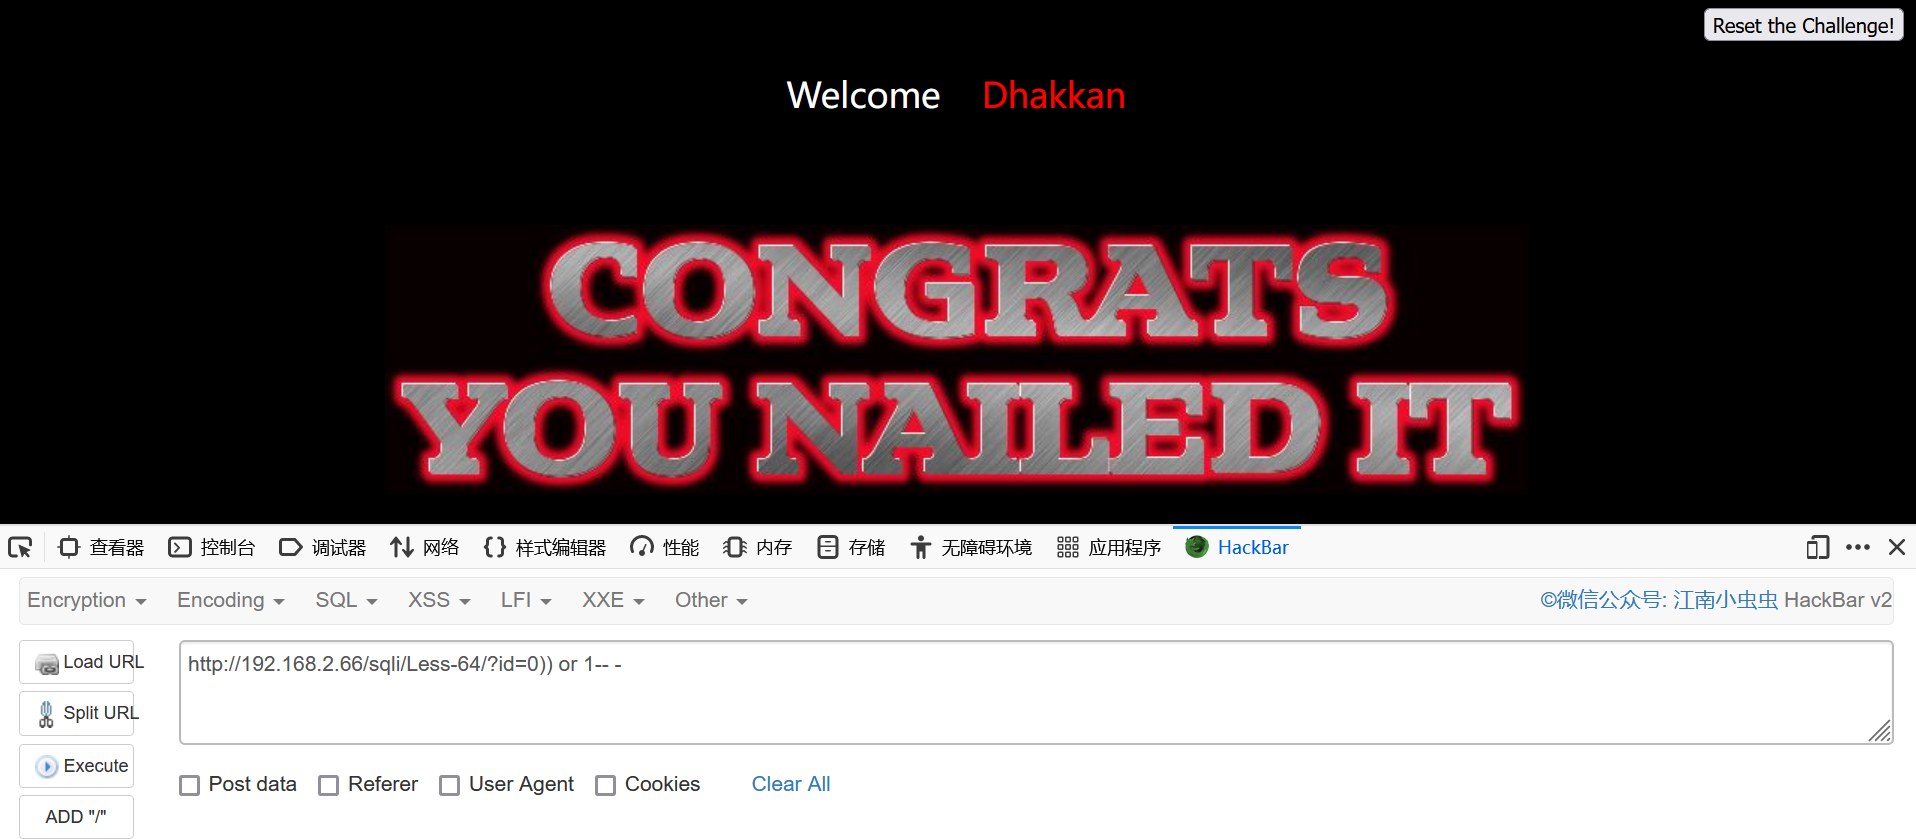 Reset the Challenge!
Welcome Dhakkan
CONGRATS
YOU NAILED IT
查看器 控制台 调试器 网络 样式编辑器 性能 内存 存储 无障碍环境 应用程序 HackBar
Encryption Encoding SQL XSS LFI XXE Other ©微信公众号: 江南小虫虫 HackBar v2
Load URL http://192.168.2.66/sqli/Less-64/?id=0)) or 1-- -
Split URL
Execute
Post data Referer User Agent Cookies Clear All
ADD "/"